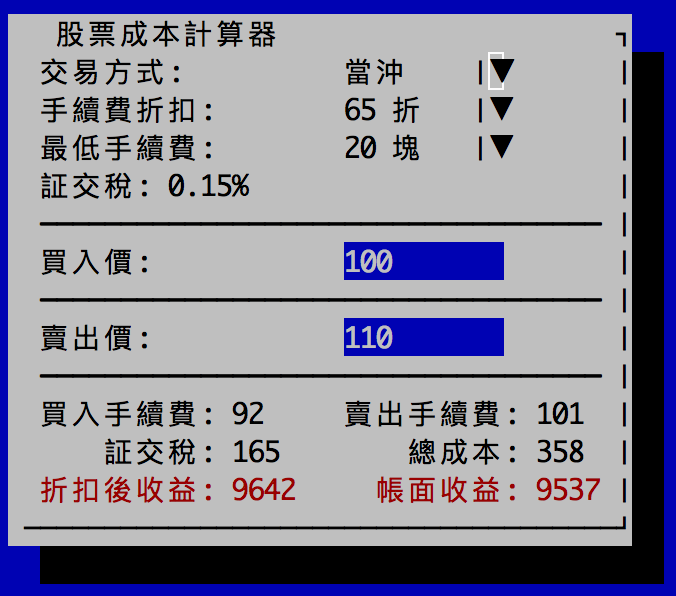 股票成本計算器
交易方式: 當沖 ▼
手續費折扣: 65 折 ▼
最低手續費: 20 塊 ▼
証交稅: 0.15%
買入價: 100
賣出價: 110
買入手續費: 92 賣出手續費: 101
証交稅: 165 總成本: 358
折扣後收益: 9642 帳面收益: 9537